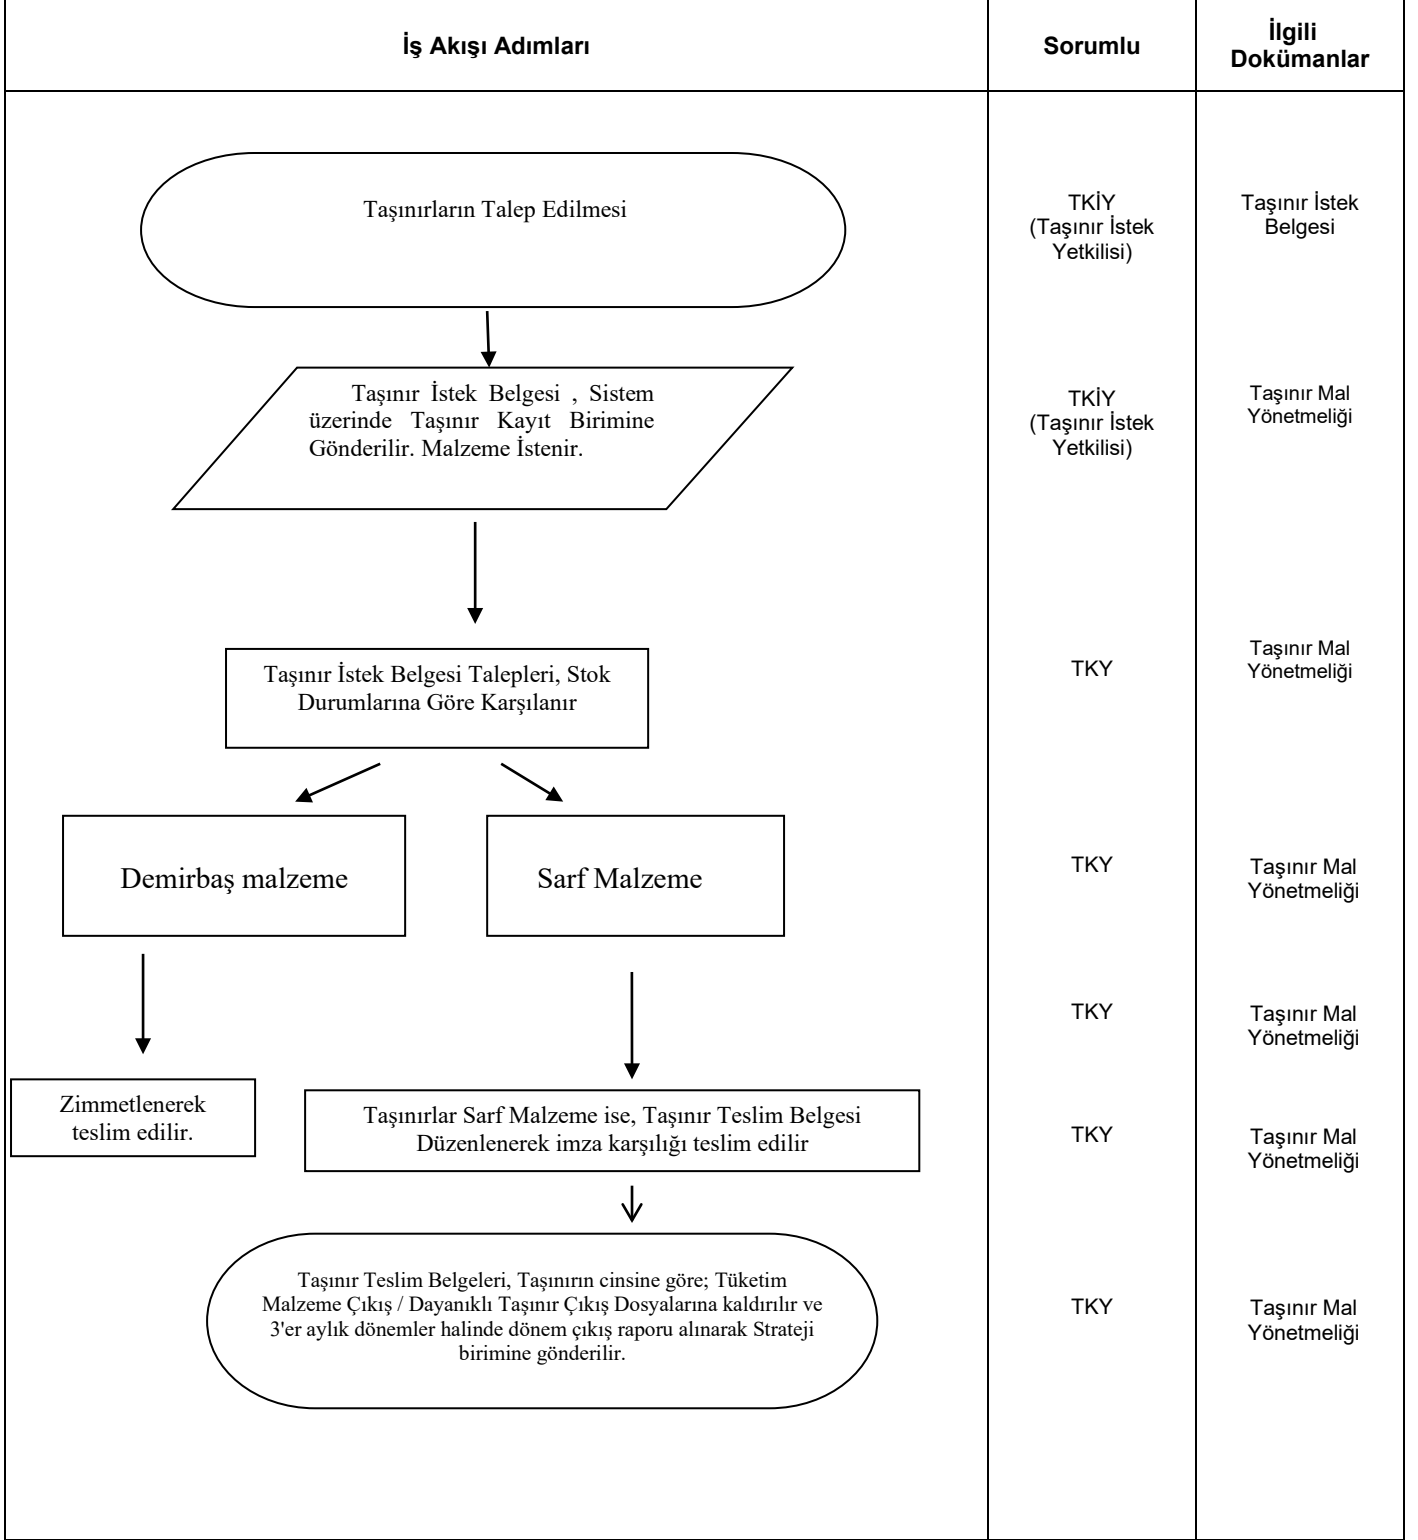 İş Akışı Adımları
Sorumlu
İlgili
Dokümanlar
Taşınırların Talep Edilmesi
TKİY
(Taşınır İstek
Yetkilisi)
Taşınır İstek
Belgesi
Taşınır İstek Belgesi , Sistem
üzerinde Taşınır Kayıt Birimine
Gönderilir. Malzeme İstenir.
TKİY
(Taşınır İstek
Yetkilisi)
Taşınır Mal
Yönetmeliği
Taşınır İstek Belgesi Talepleri, Stok
Durumlarına Göre Karşılanır
TKY
Taşınır Mal
Yönetmeliği
Demirbaş malzeme
Sarf Malzeme
TKY
Taşınır Mal
Yönetmeliği
TKY
Taşınır Mal
Yönetmeliği
Zimmetlenerek
teslim edilir.
Taşınırlar Sarf Malzeme ise, Taşınır Teslim Belgesi
Düzenlenerek imza karşılığı teslim edilir
TKY
Taşınır Mal
Yönetmeliği
Taşınır Teslim Belgeleri, Taşınırın cinsine göre; Tüketim
Malzeme Çıkış / Dayanıklı Taşınır Çıkış Dosyalarına kaldırılır ve
3'er aylık dönemler halinde dönem çıkış raporu alınarak Strateji
birimine gönderilir.
TKY
Taşınır Mal
Yönetmeliği